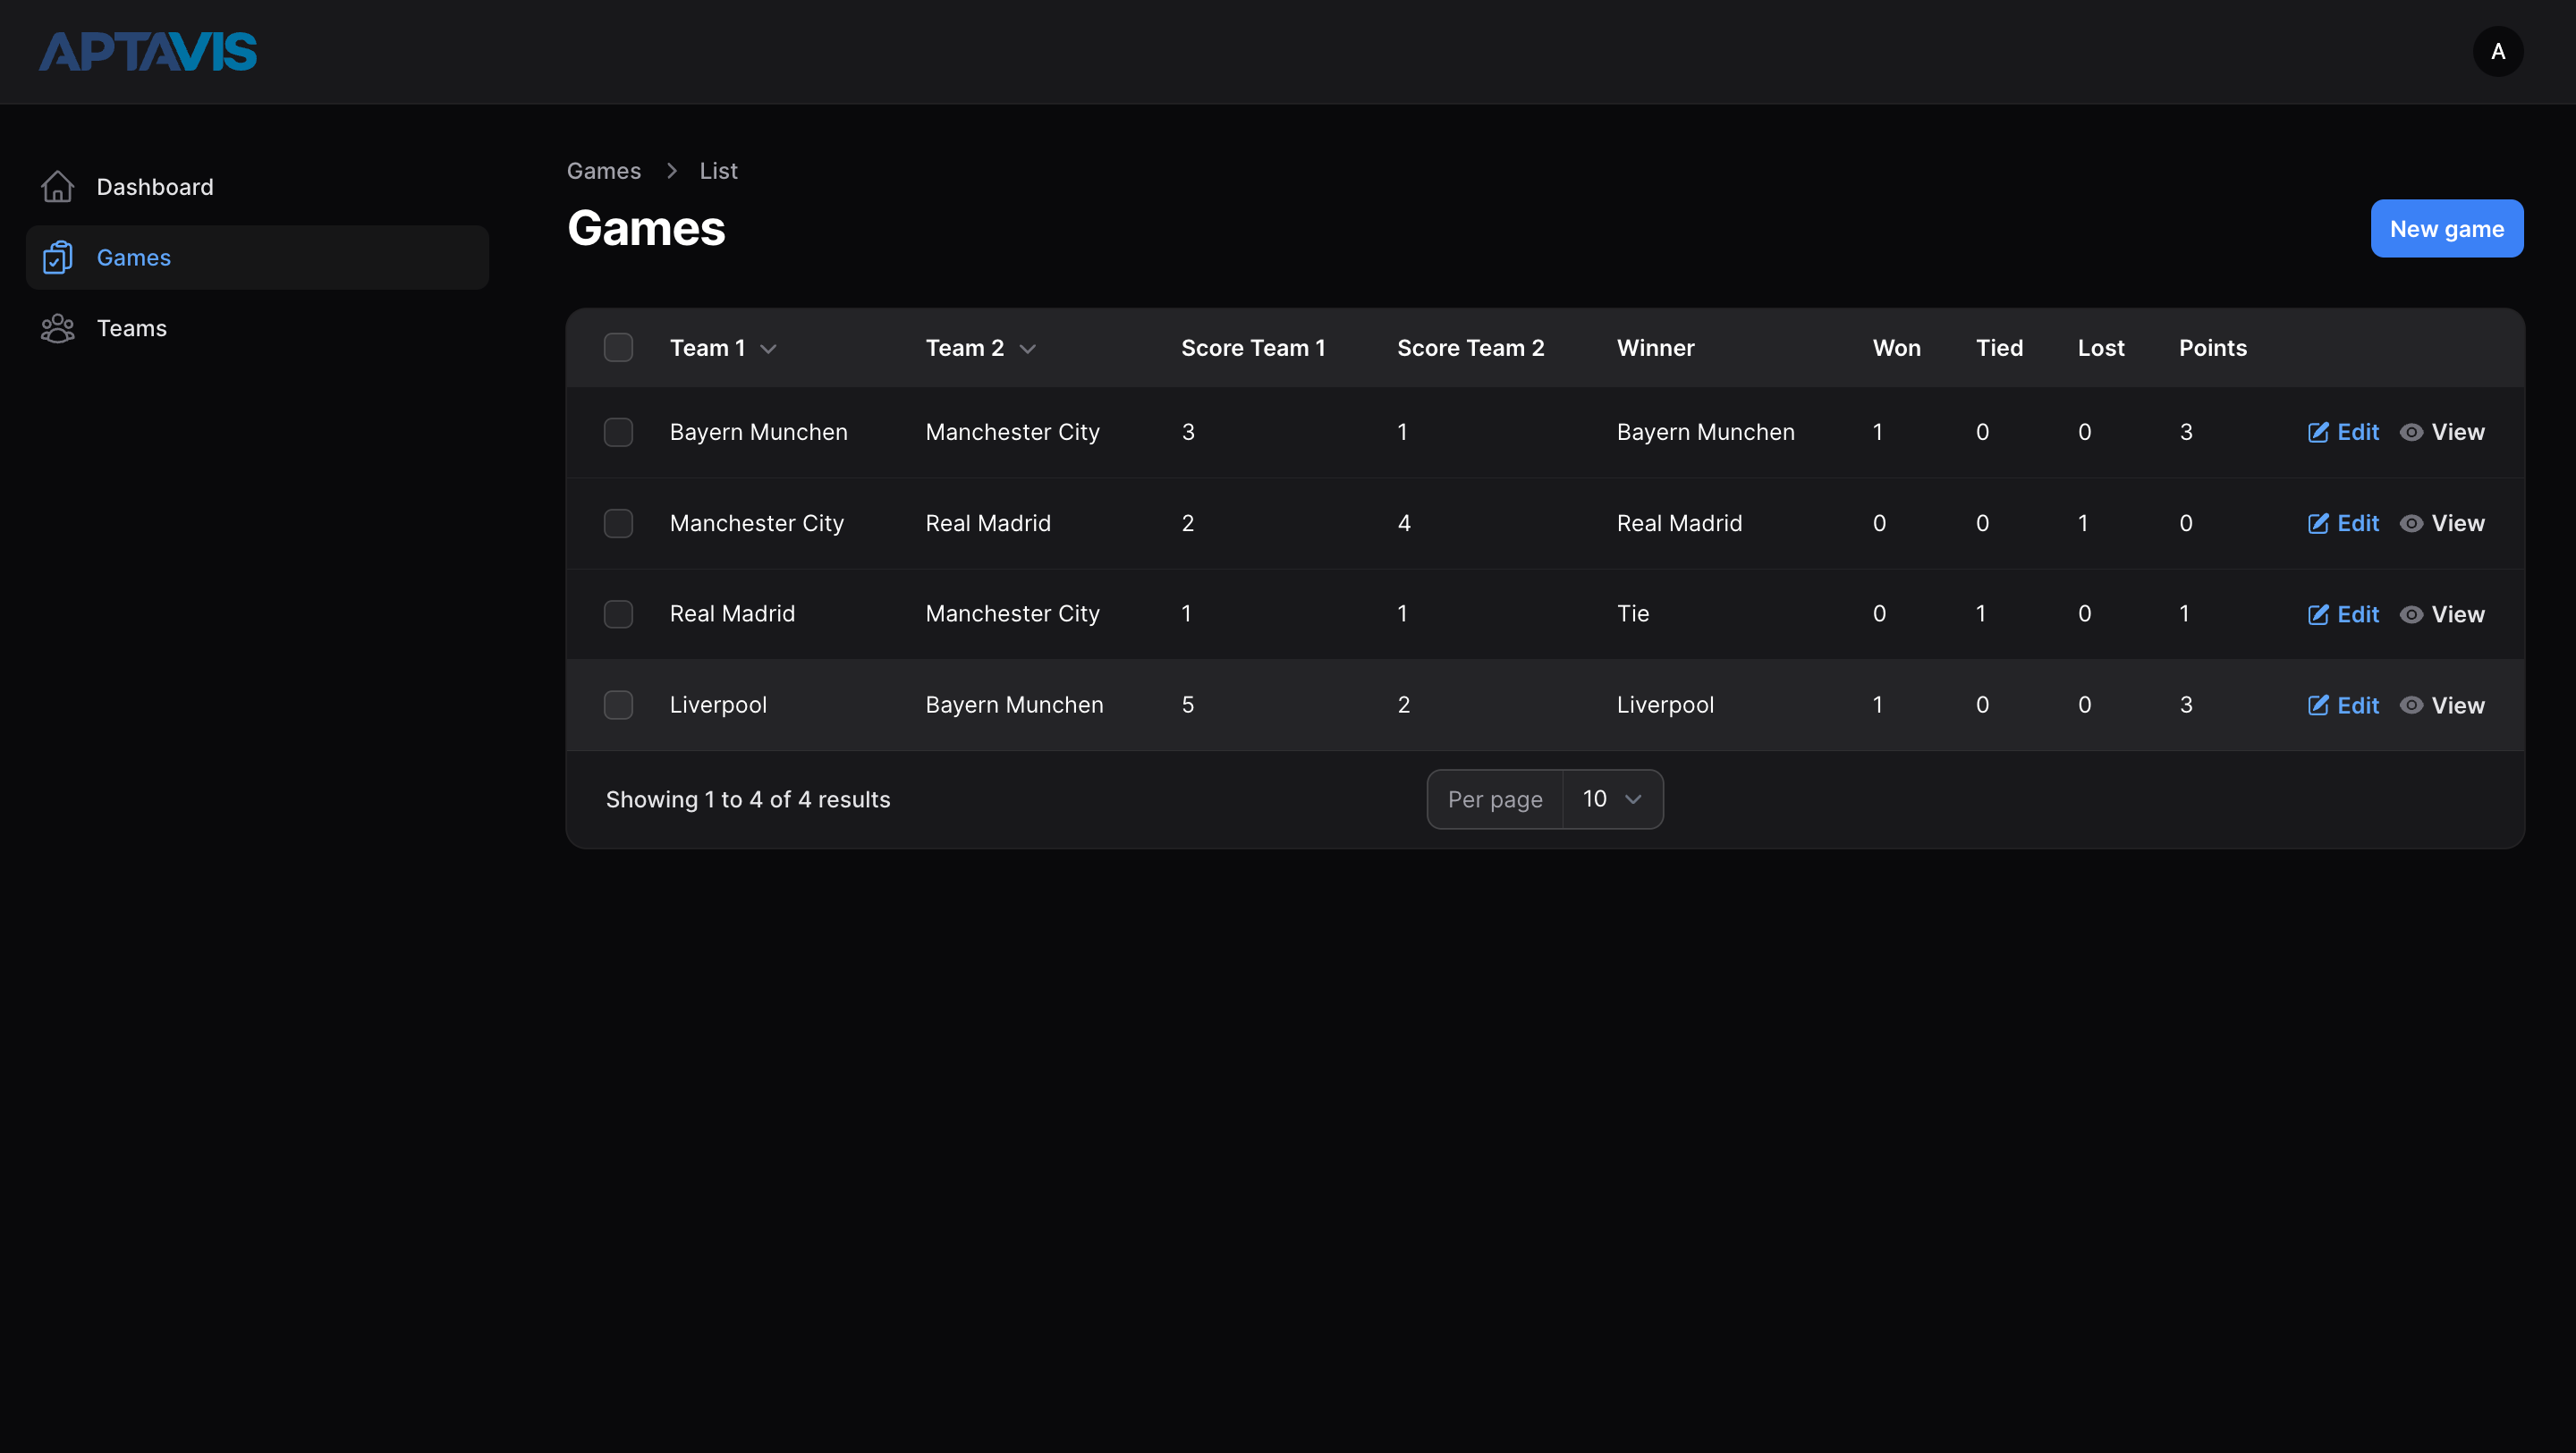 APTAVIS
A
Dashboard
Games
Teams
Games > List
Games
New game
Team 1 Team 2 Score Team 1 Score Team 2 Winner Won Tied Lost Points
Bayern Munchen Manchester City 3 1 Bayern Munchen 1 0 0 3 Edit View
Manchester City Real Madrid 2 4 Real Madrid 0 0 1 0 Edit View
Real Madrid Manchester City 1 1 Tie 0 1 0 1 Edit View
Liverpool Bayern Munchen 5 2 Liverpool 1 0 0 3 Edit View
Showing 1 to 4 of 4 results Per page 10